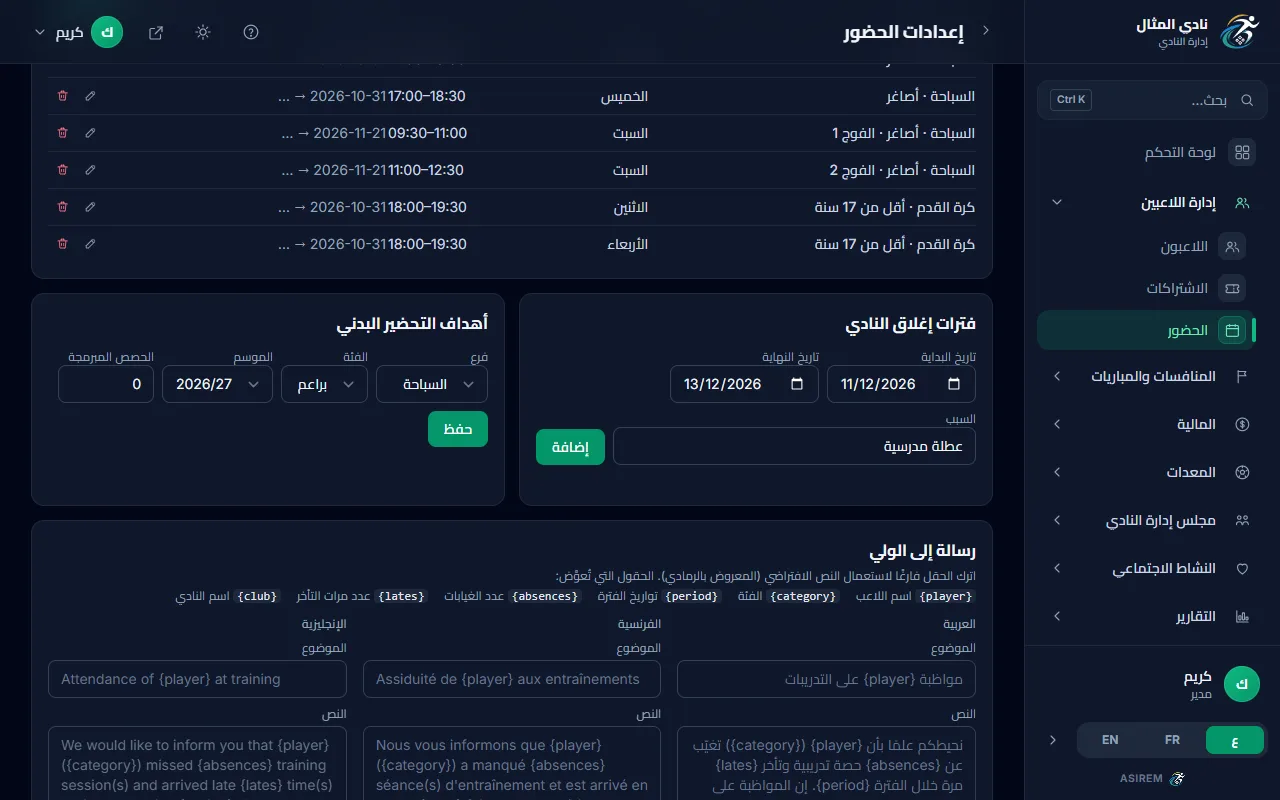 نادي المثال
إدارة النادي
بحث...
Ctrl K
لوحة التحكم
إدارة اللاعبين
اللاعبون
الاشتراكات
الحضور
المنافسات والمباريات
المالية
المعدات
مجلس إدارة النادي
النشاط الاجتماعي
التقارير
ك
كريم
مدير
ع
FR
EN
ASIREM
إعدادات الحضور
ك
كريم
السباحة · أصاغر
الخميس
17:00–18:30
2026-10-31 → ...
السباحة · أصاغر · الفوج 1
السبت
09:30–11:00
2026-11-21 → ...
السباحة · أصاغر · الفوج 2
السبت
11:00–12:30
2026-11-21 → ...
كرة القدم · أقل من 17 سنة
الاثنين
18:00–19:30
2026-10-31 → ...
كرة القدم · أقل من 17 سنة
الأربعاء
18:00–19:30
2026-10-31 → ...
فترات إغلاق النادي
تاريخ البداية
تاريخ النهاية
11/12/2026
13/12/2026
السبب
عطلة مدرسية
إضافة
أهداف التحضير البدني
فرع
الفئة
الموسم
الحصص المبرمجة
السباحة
براعم
2026/27
0
حفظ
رسالة إلى الولي
اترك الحقل فارغًا لاستعمال النص الافتراضي (المعروض بالرمادي). الحقول التي تُعوَّض:
{player} اسم اللاعب {category} الفئة {period} تواريخ الفترة {absences} عدد الغيابات {lates} عدد مرات التأخر {club} اسم النادي
العربية
الموضوع
مواظبة {player} على التدريبات
النص
نحيطكم علمًا بأن {player} ({category}) تغيّب
عن {absences} حصة تدريبية وتأخر {lates}
مرة خلال الفترة {period}. إن المواظبة على
الفرنسية
الموضوع
Assiduité de {player} aux entraînements
النص
Nous vous informons que {player}
({category}) a manqué {absences}
séance(s) d'entraînement et est arrivé en
الإنجليزية
الموضوع
Attendance of {player} at training
النص
We would like to inform you that {player}
({category}) missed {absences} training
session(s) and arrived late {lates} time(s)